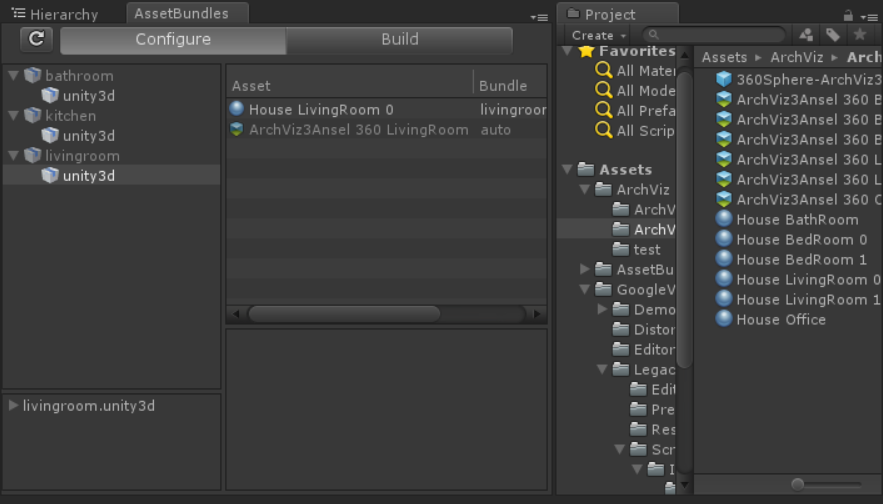 Hierarchy
AssetBundles
Configure
Build
bathroom
unity3d
kitchen
unity3d
livingroom
unity3d
livingroom.unity3d
Asset
Bundle
House LivingRoom 0
livingroor
ArchViz3Ansel 360 LivingRoom
auto
Project
Create
Favorites
All Mater
All Mode
All Prefa
All Scrip
Assets
ArchViz
ArchV
ArchV
test
AssetBu
GoogleV
Demo
Distor
Editor
Legac
Edit
Pre
Res
Scr
I
Assets ▸ ArchViz ▸ Arch
360Sphere-ArchViz3
ArchViz3Ansel 360 B
ArchViz3Ansel 360 B
ArchViz3Ansel 360 B
ArchViz3Ansel 360 L
ArchViz3Ansel 360 L
ArchViz3Ansel 360 O
House BathRoom
House BedRoom 0
House BedRoom 1
House LivingRoom 0
House LivingRoom 1
House Office